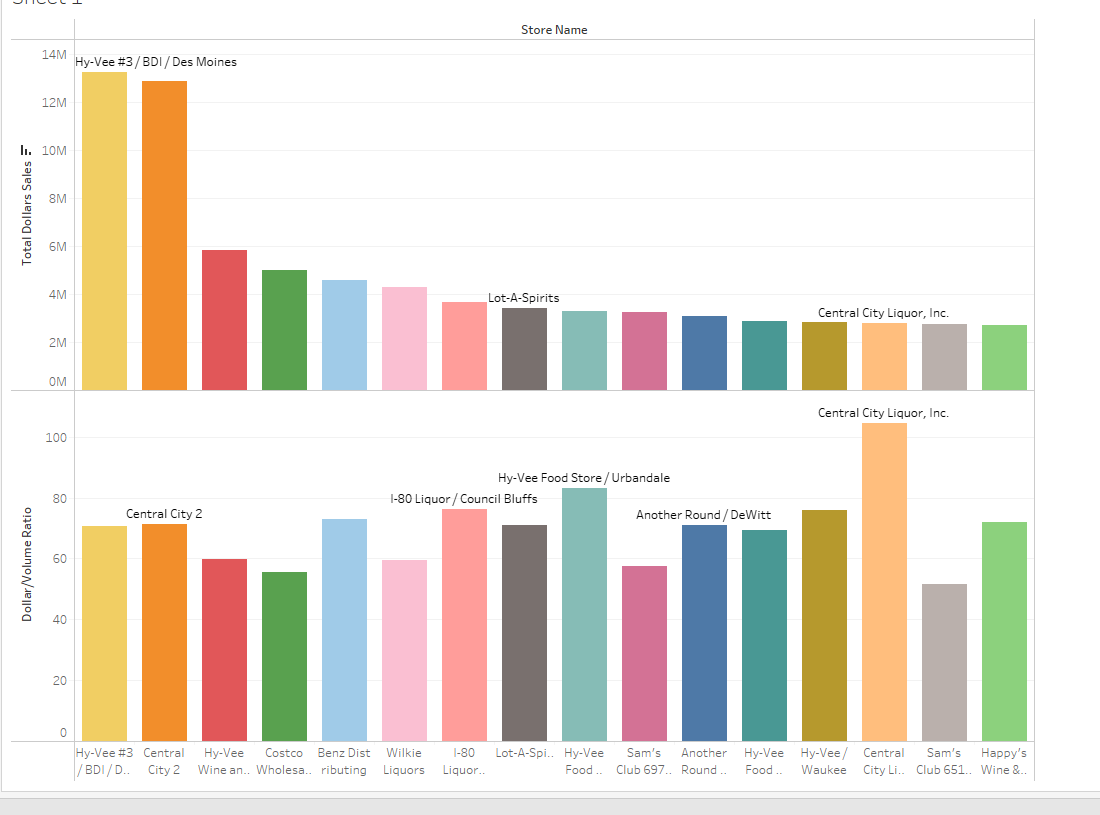 Sheet 1
Store Name
14M
12M
10M
8M
6M
4M
2M
0M
Total Dollars Sales
Hy-Vee #3 / BDI / Des Moines
Lot-A-Spirits
Central City Liquor, Inc.
100
80
60
40
20
0
Dollar/Volume Ratio
Central City Liquor, Inc.
Hy-Vee Food Store / Urbandale
I-80 Liquor / Council Bluffs
Central City 2
Another Round / DeWitt
Hy-Vee #3
/ BDI / D..
Central
City 2
Hy-Vee
Wine an..
Costco
Wholesa..
Benz Dist
ributing
Wilkie
Liquors
I-80
Liquor..
Lot-A-Spi..
Hy-Vee
Food ..
Sam's
Club 697..
Another
Round ..
Hy-Vee
Food ..
Hy-Vee /
Waukee
Central
City Li..
Sam's
Club 651..
Happy's
Wine &..